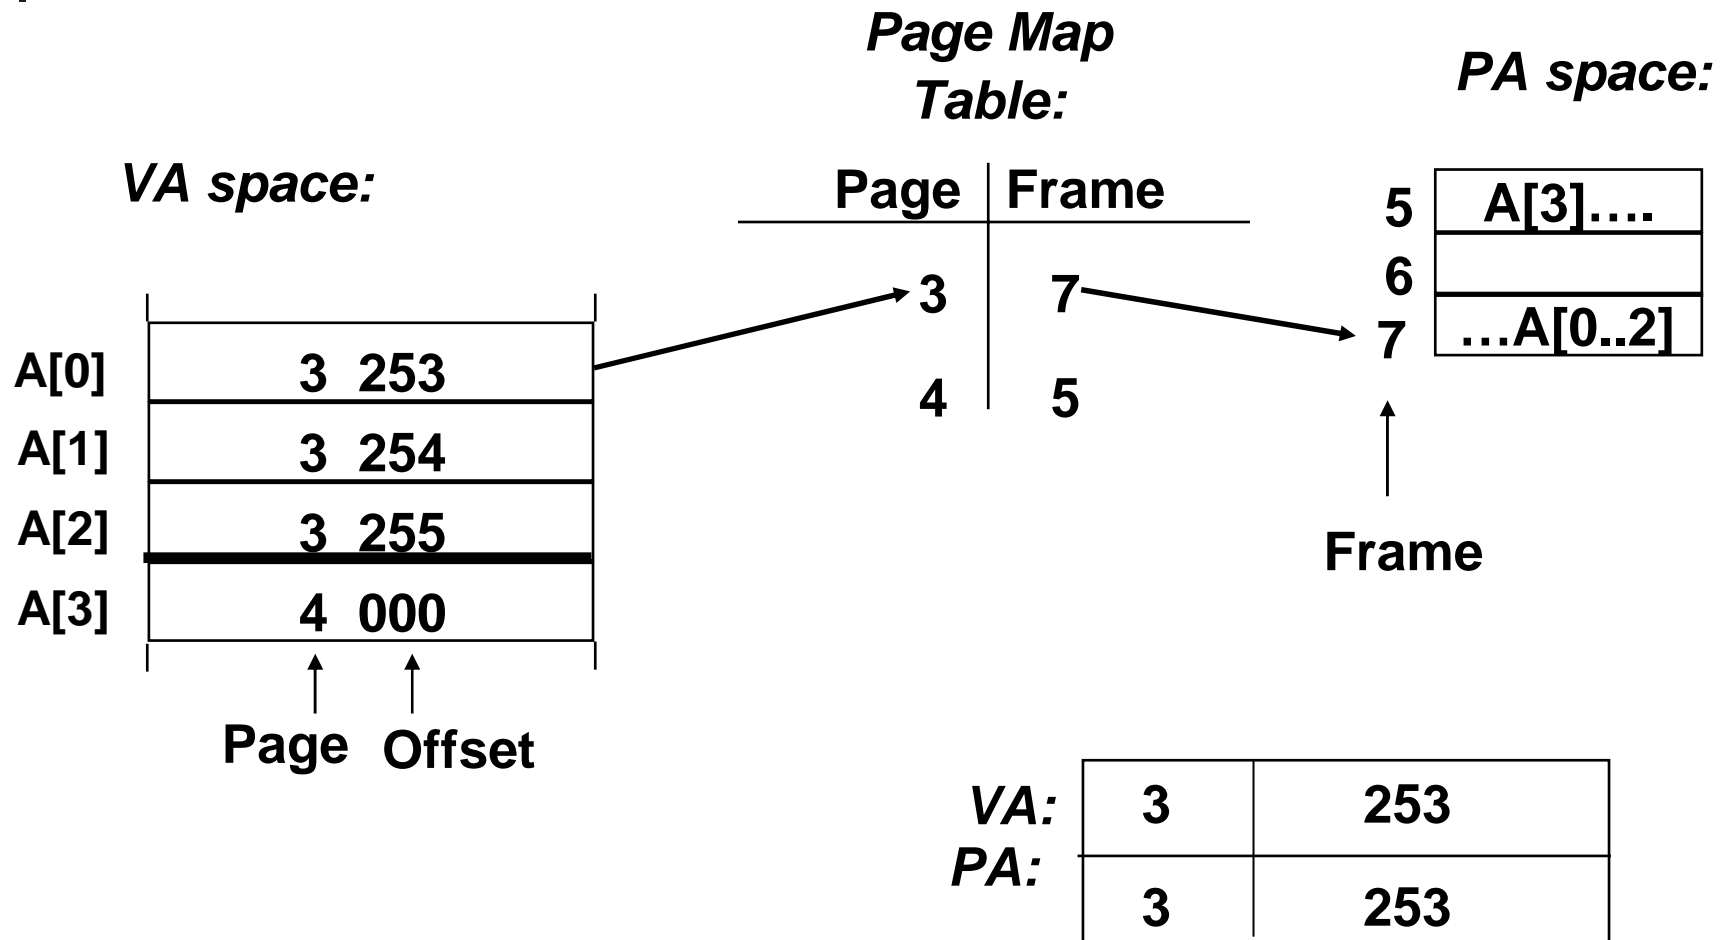 Page Map
Table:
PA space:
VA space:
Page Frame
3 7
4 5
5 A[3]….
6
7 …A[0..2]
Frame
A[0] 3 253
A[1] 3 254
A[2] 3 255
A[3] 4 000
Page Offset
VA: 3 253
PA: 3 253